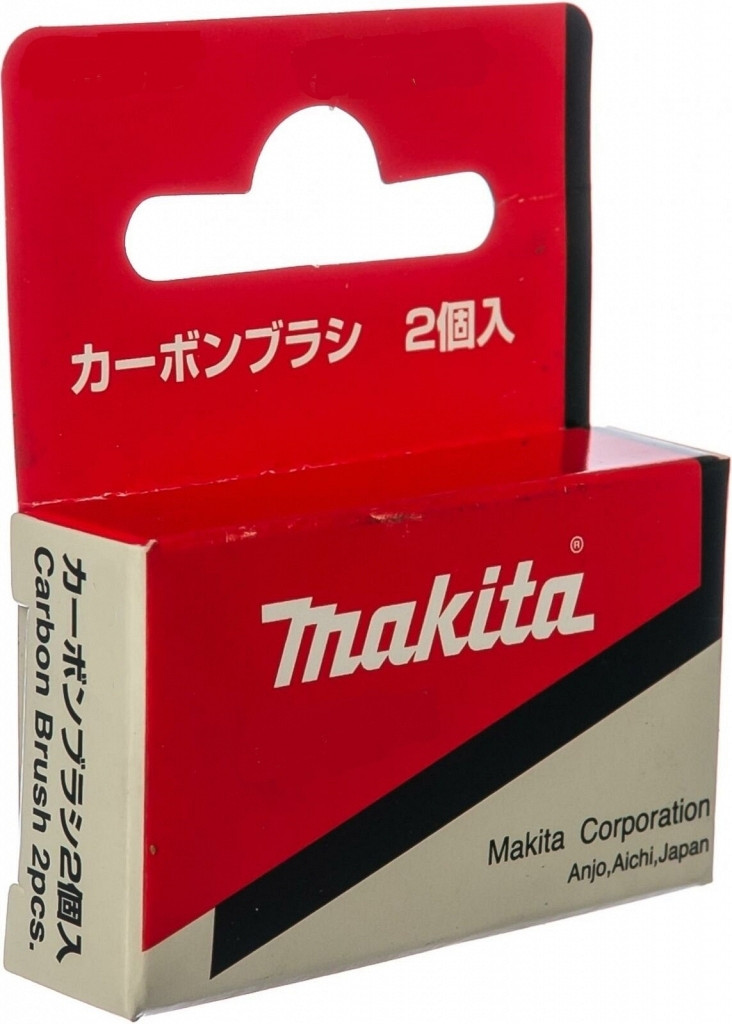 カーボンブラシ 2個入
makita®
Makita Corporation
Anjo,Aichi,Japan
カーボンブラシ2個入
Carbon Brush 2pcs.